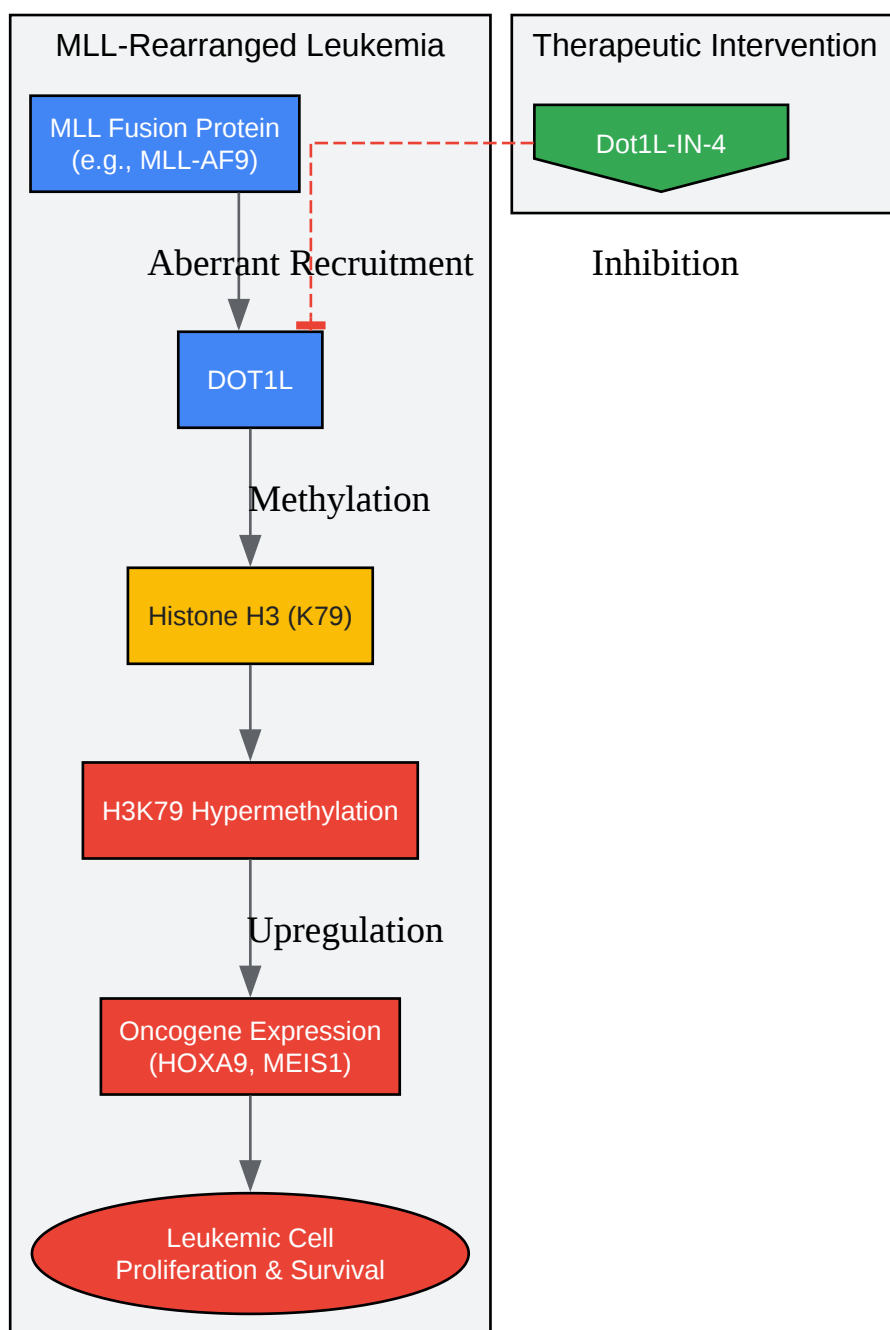 MLL-Rearranged Leukemia
Therapeutic Intervention
MLL Fusion Protein
(e.g., MLL-AF9)
Dot1L-IN-4
Aberrant Recruitment
Inhibition
DOT1L
Methylation
Histone H3 (K79)
H3K79 Hypermethylation
Upregulation
Oncogene Expression
(HOXA9, MEIS1)
Leukemic Cell
Proliferation & Survival